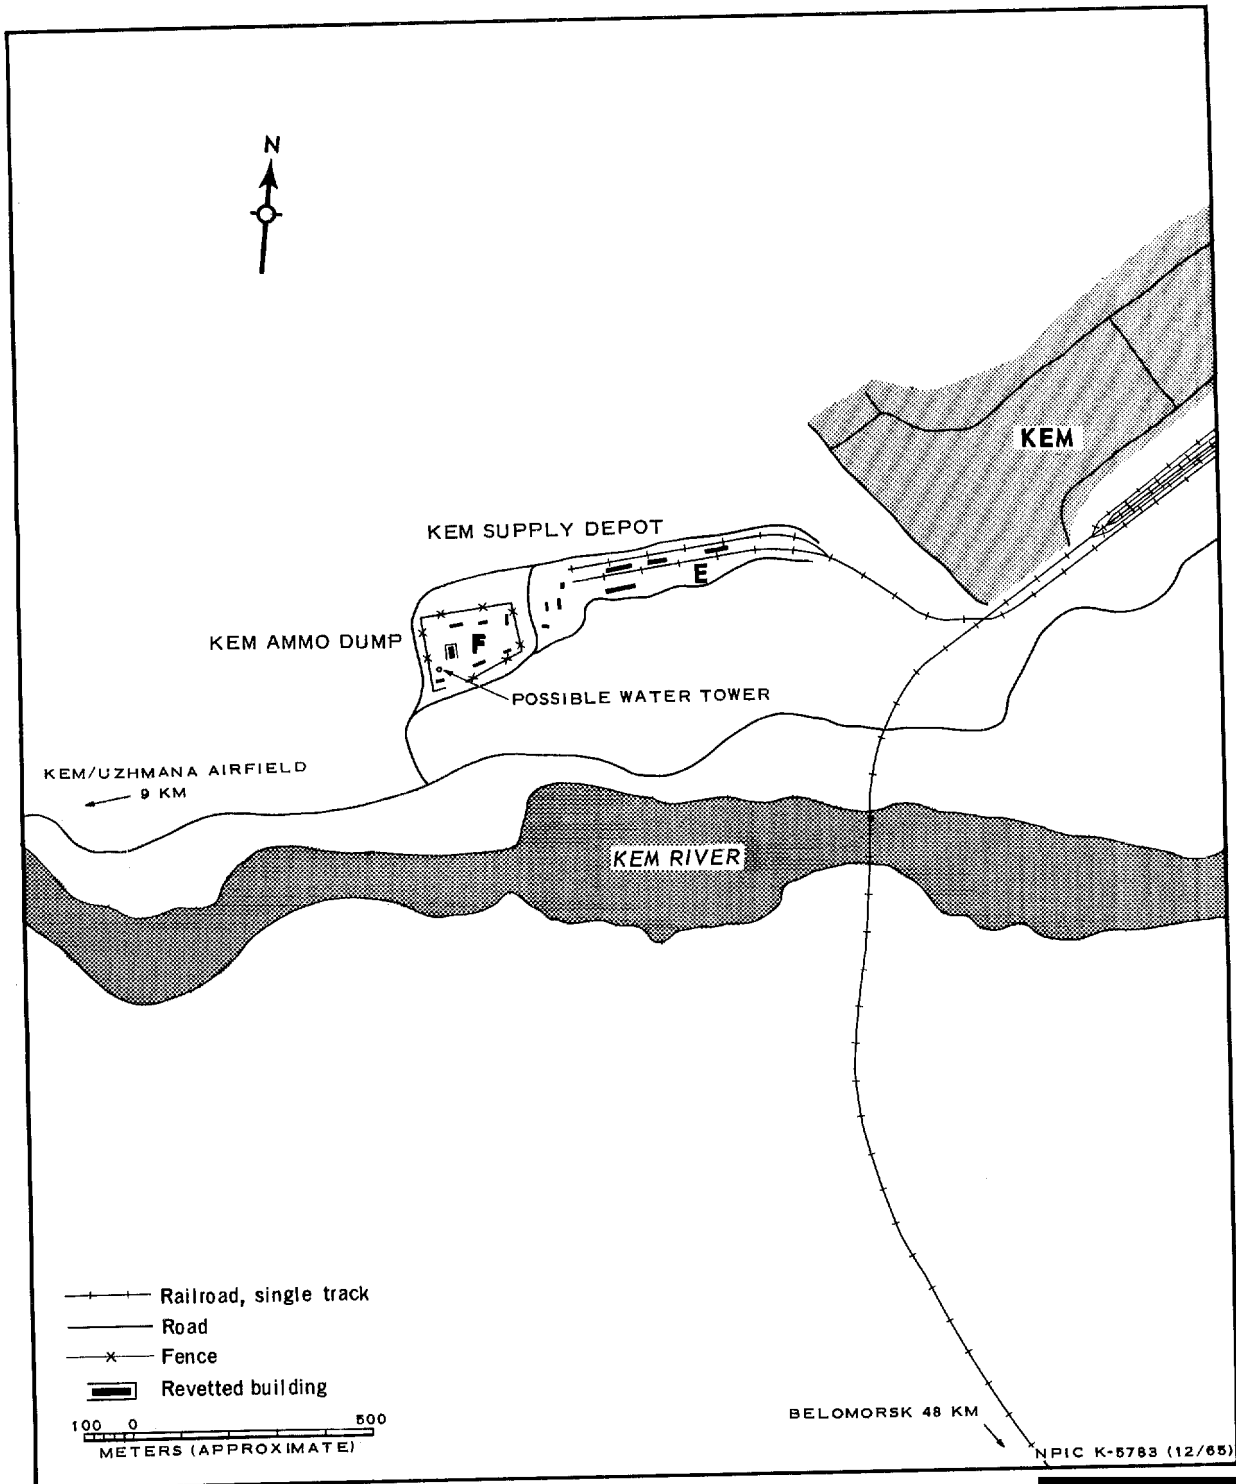 N
KEM
KEM SUPPLY DEPOT
E
KEM AMMO DUMP
F
POSSIBLE WATER TOWER
KEM/UZHMANA AIRFIELD
9 KM
KEM RIVER
Railroad, single track
Road
Fence
Revetted building
100 0 500
METERS (APPROXIMATE)
BELOMORSK 48 KM
NPIC K-5783 (12/65)